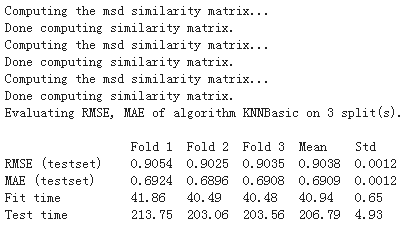 Computing the msd similarity matrix...
Done computing similarity matrix.
Computing the msd similarity matrix...
Done computing similarity matrix.
Computing the msd similarity matrix...
Done computing similarity matrix.
Evaluating RMSE, MAE of algorithm KNNBasic on 3 split(s).
Fold 1 Fold 2 Fold 3 Mean Std
RMSE (testset) 0.9054 0.9025 0.9035 0.9038 0.0012
MAE (testset) 0.6924 0.6896 0.6908 0.6909 0.0012
Fit time 41.86 40.49 40.48 40.94 0.65
Test time 213.75 203.06 203.56 206.79 4.93